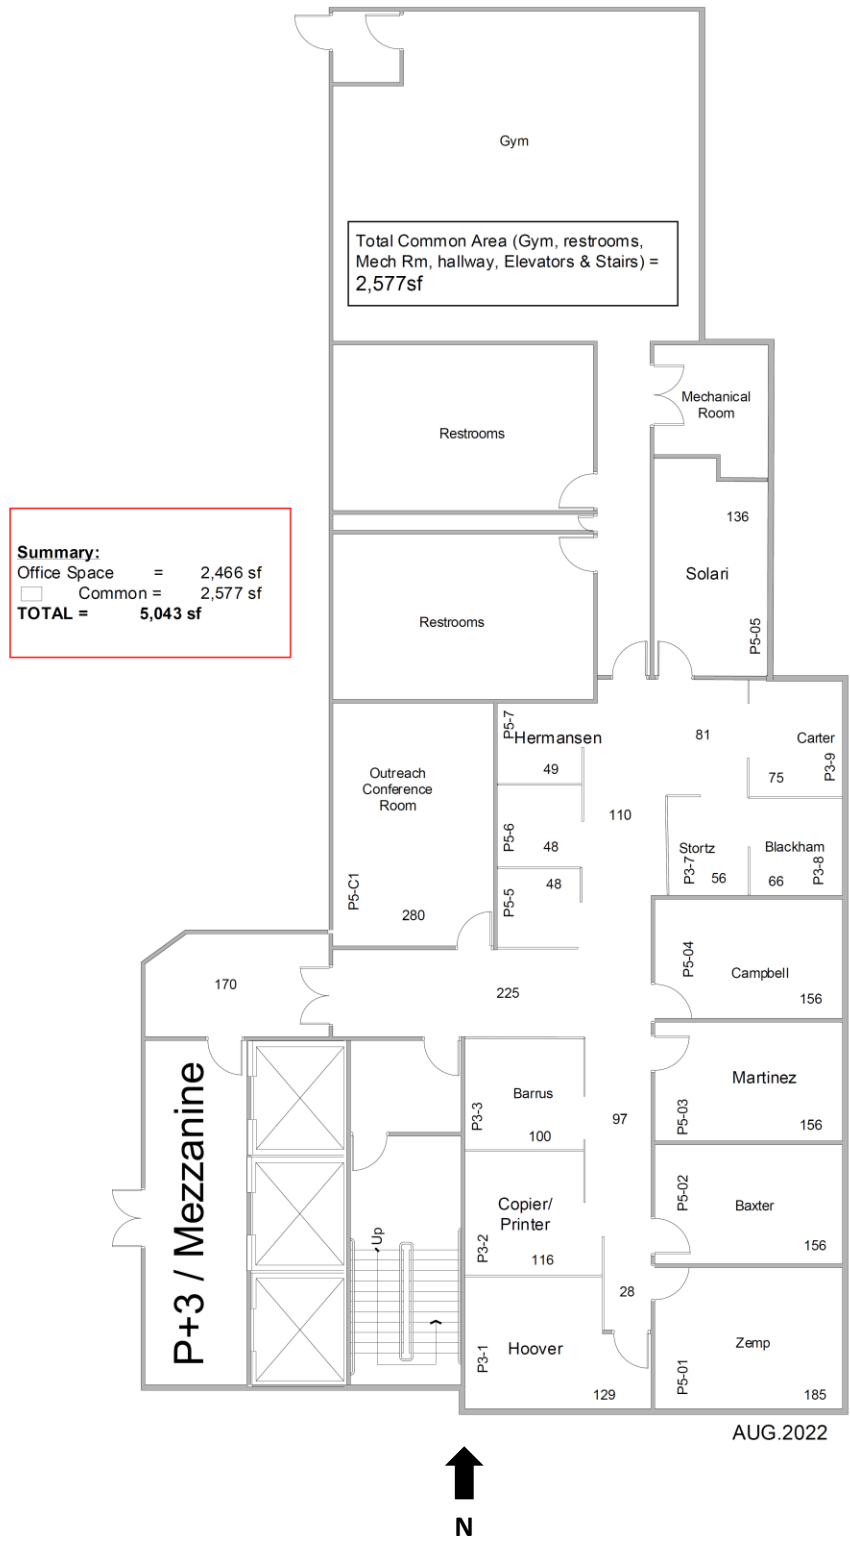 Gym
Total Common Area (Gym, restrooms,
Mech Rm, hallway, Elevators & Stairs) =
2,577sf
Mechanical
Room
Restrooms
136
Solari
P5-05
Summary:
Office Space = 2,466 sf
Common = 2,577 sf
TOTAL = 5,043 sf
Restrooms
P5-7
Hermansen
49
81
Carter
P3-9
75
Outreach
Conference
Room
P5-C1
280
110
P5-6
48
Stortz
P3-7
56
Blackham
P3-8
66
P5-5
48
P5-04
Campbell
156
170
225
P+3 / Mezzanine
Barrus
P3-3
100
97
Martinez
P5-03
156
Copier/
Printer
P3-2
116
P5-02
Baxter
156
Up
28
Hoover
P3-1
129
Zemp
P5-01
185
AUG.2022
N